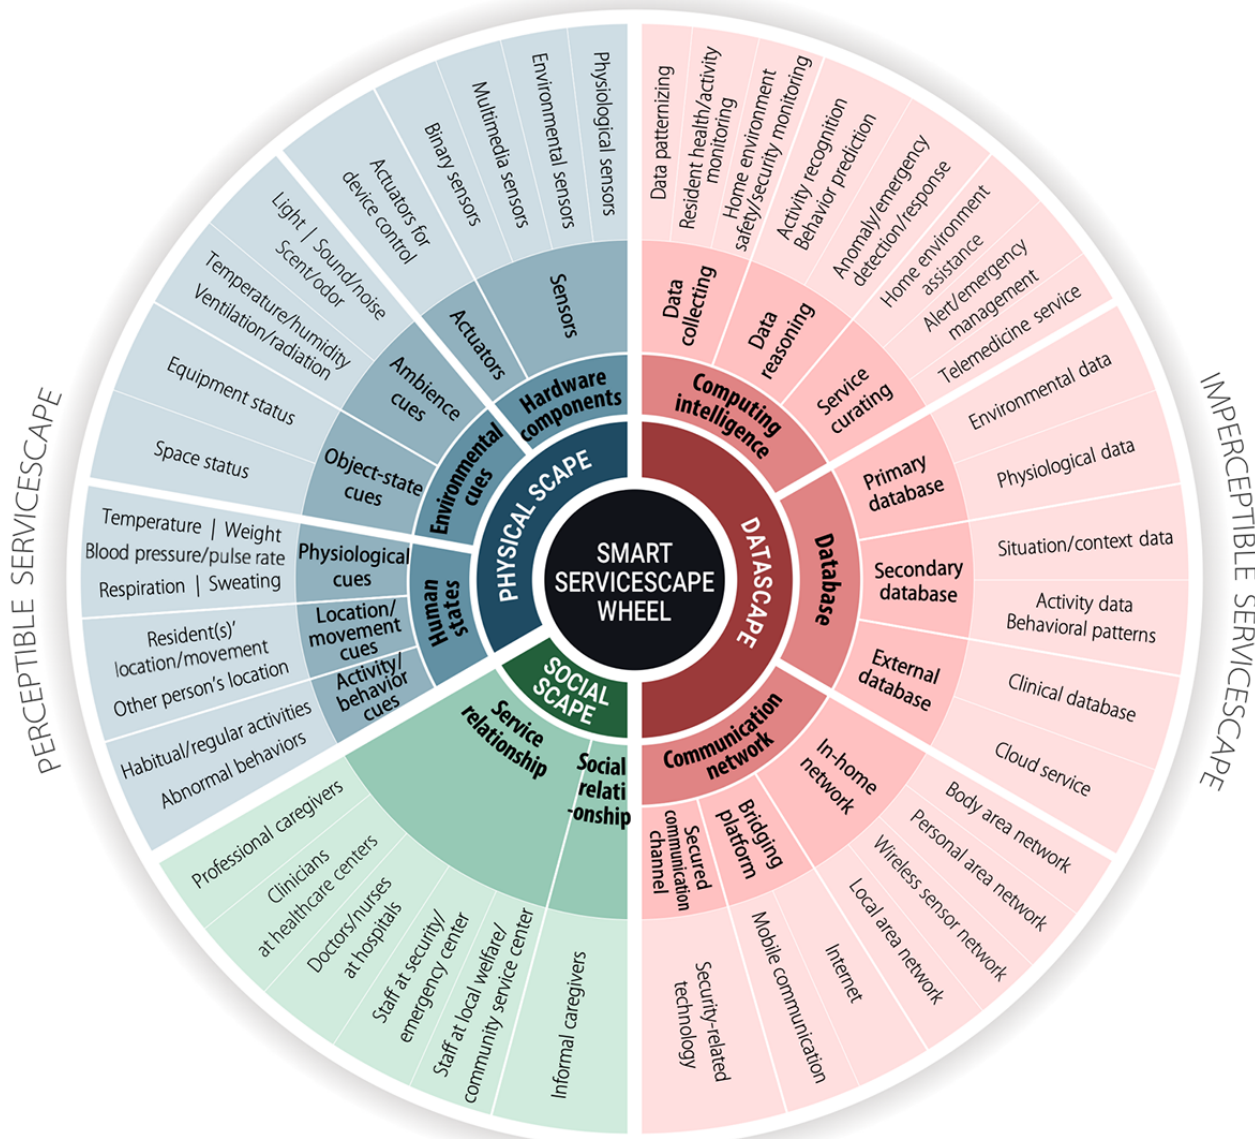 SMART
SERVICESCAPE
WHEEL
PERCEPTIBLE SERVICESCAPE
IMPERCEPTIBLE SERVICESCAPE
PHYSICAL SCAPE
Hardware
components
Sensors
Physiological sensors
Environmental sensors
Multimedia sensors
Binary sensors
Actuators
Actuators for
device control
Environmental
cues
Ambience
cues
Light | Sound/noise
Scent/odor
Temperature/humidity
Ventilation/radiation
Object-state
cues
Equipment status
Space status
Human
states
Physiological
cues
Temperature | Weight
Blood pressure/pulse rate
Respiration | Sweating
Location/
movement
cues
Resident(s)'
location/movement
Other person's location
Activity/
behavior
cues
Habitual/regular activities
Abnormal behaviors
SOCIAL
SCAPE
Service
relationship
Professional caregivers
Clinicians
at healthcare centers
Doctors/nurses
at hospitals
Staff at security/
emergency center
Staff at local welfare/
community service center
Social
relati
-onship
Informal caregivers
DATASCAPE
Computing
intelligence
Data
collecting
Data patternizing
Resident health/activity
monitoring
Home environment
safety/security monitoring
Data
reasoning
Activity recognition
Behavior prediction
Anomaly/emergency
detection/response
Service
curating
Home environment
assistance
Alert/emergency
management
Telemedicine service
Database
Primary
database
Environmental data
Physiological data
Secondary
database
Situation/context data
Activity data
Behavioral patterns
External
database
Clinical database
Cloud service
Communication
network
In-home
network
Body area network
Personal area network
Wireless sensor network
Local area network
Bridging
platform
Internet
Mobile communication
Secured
communication
channel
Security-related
technology